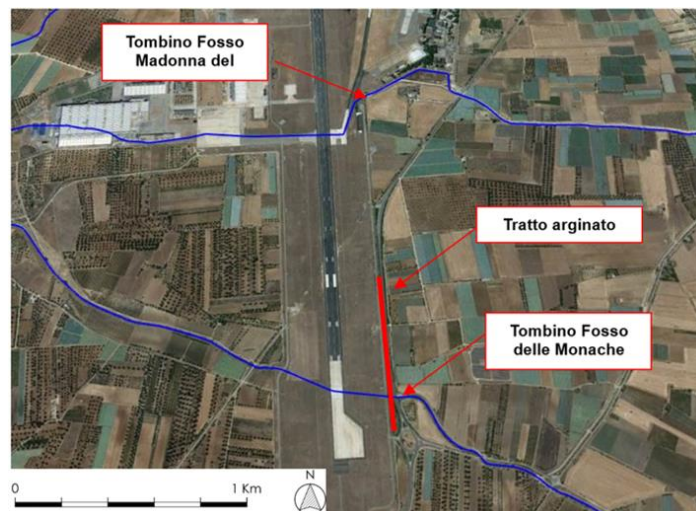 Tombino Fosso
Madonna del
Tratto arginato
Tombino Fosso
delle Monache
N
0
1 Km